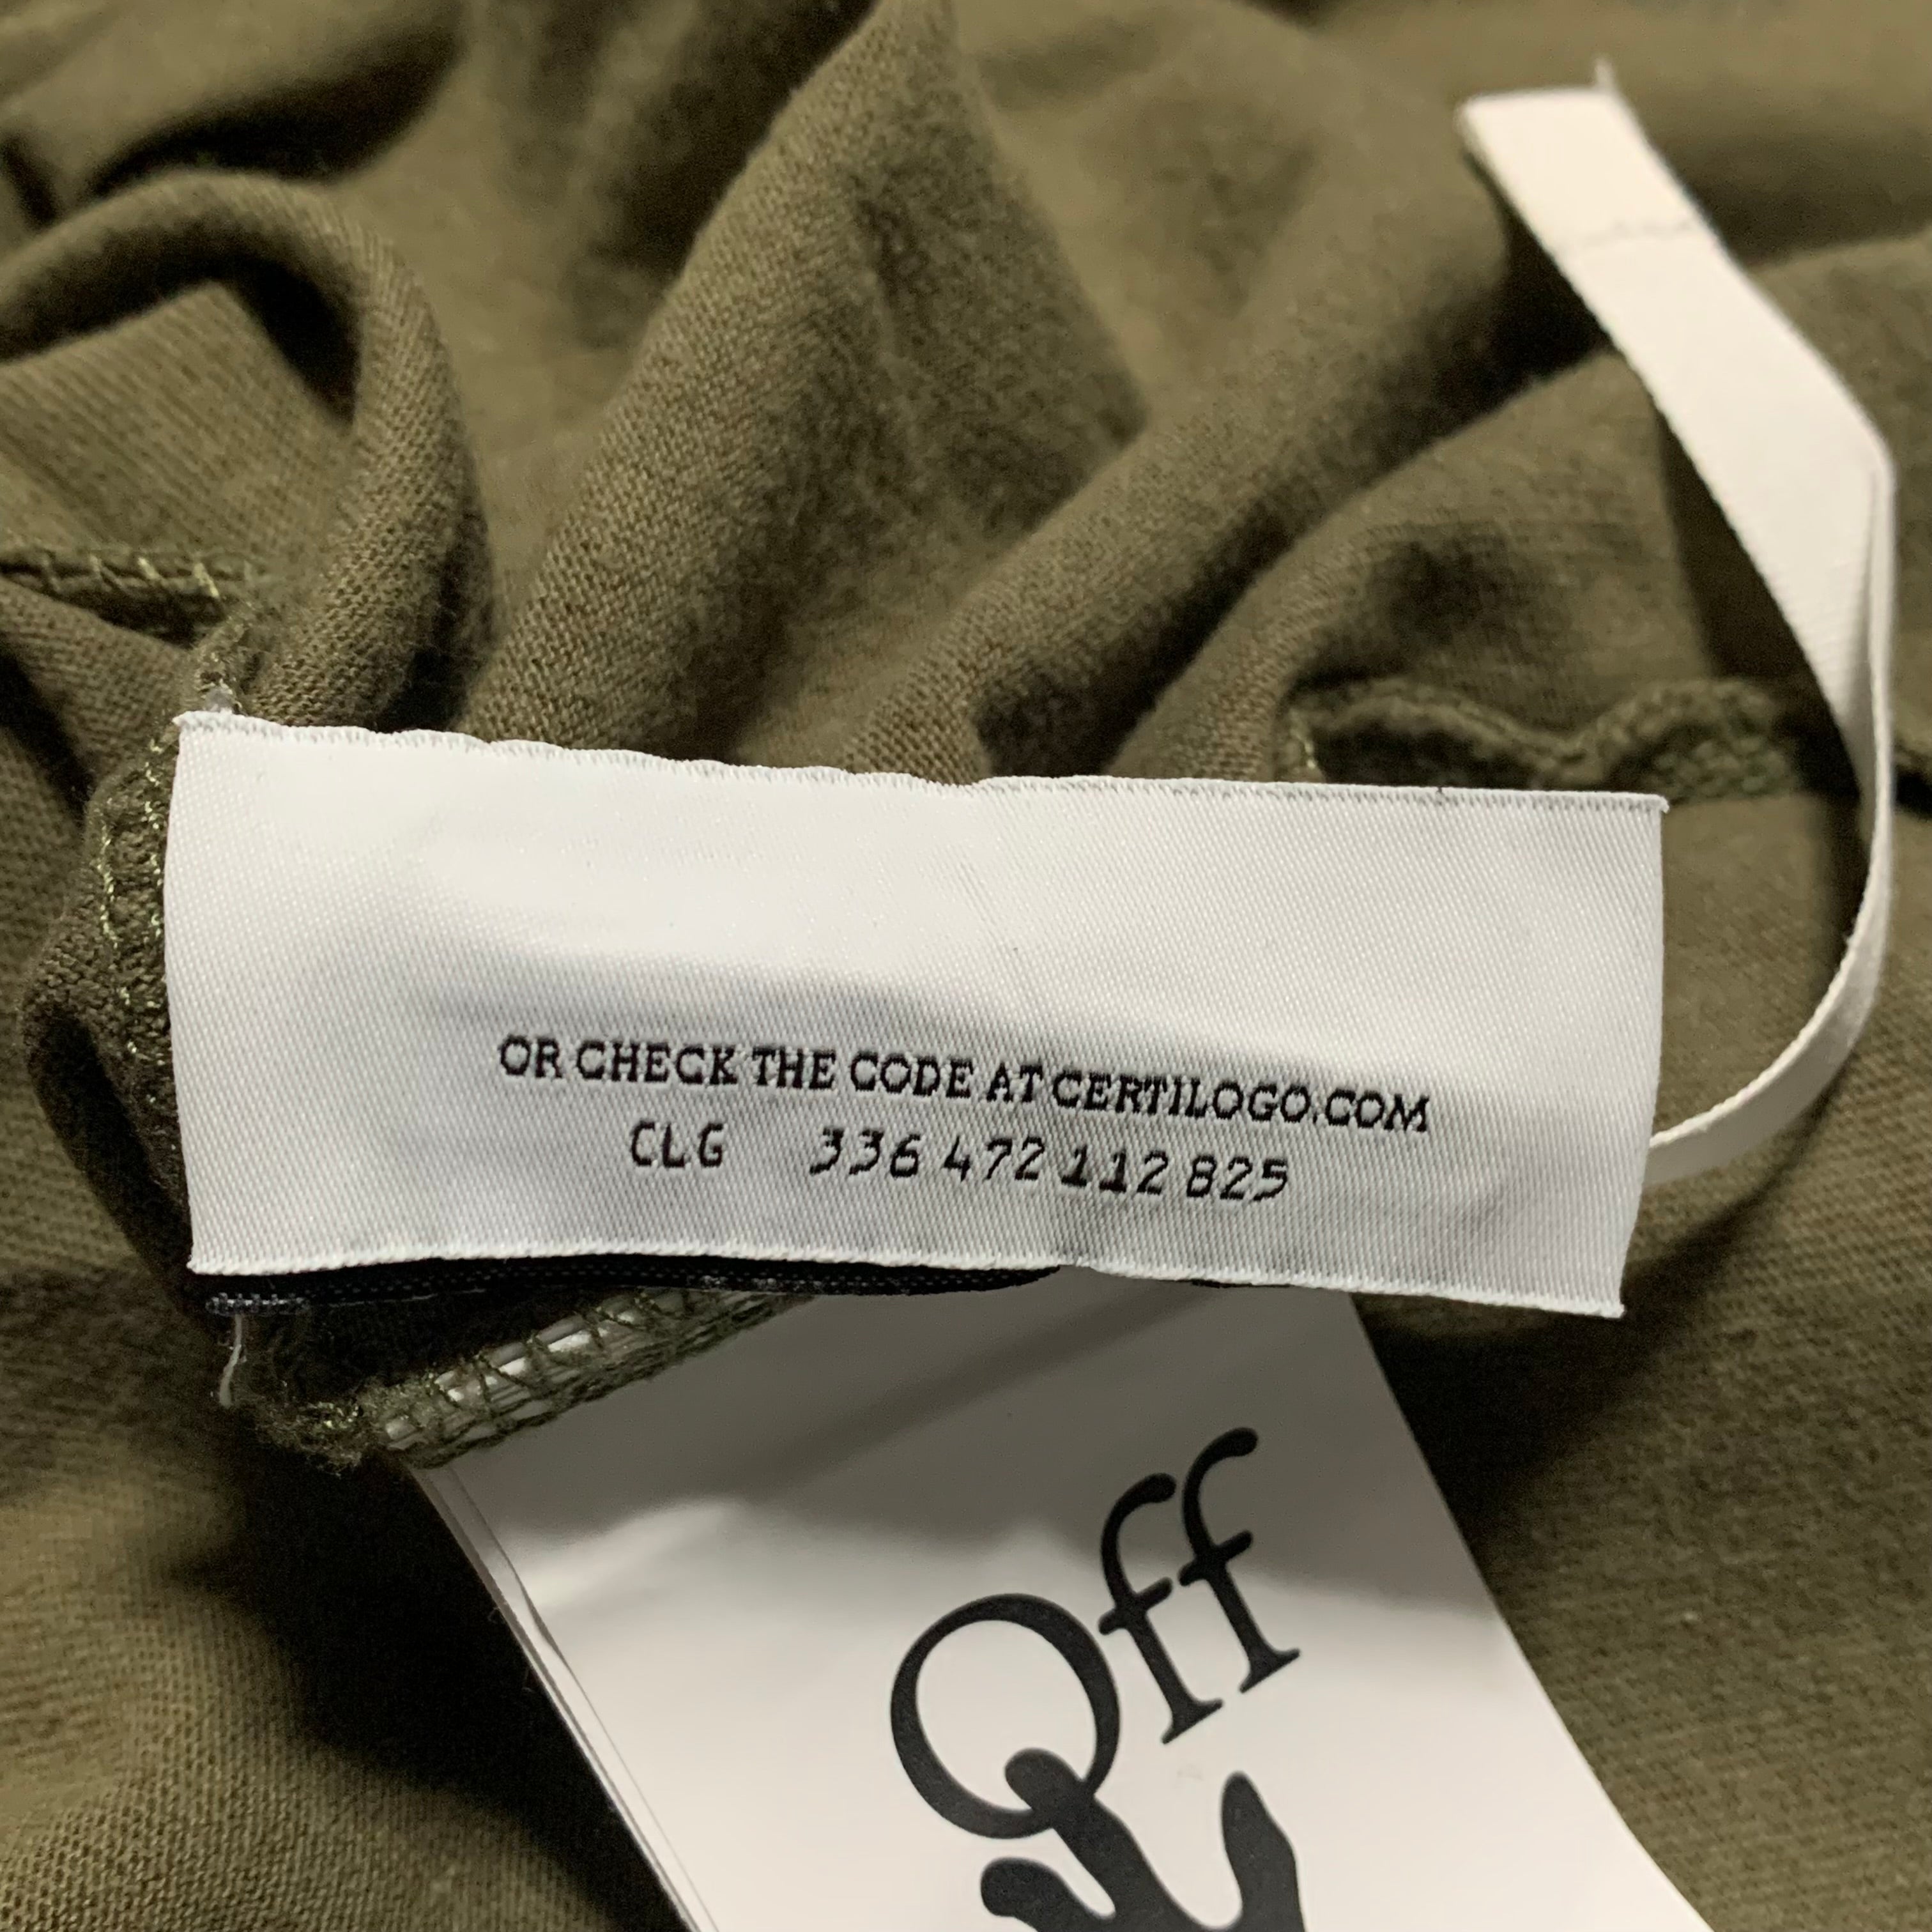 OR CHECK THE CODE AT CERTILOGO.COM
CLG 336 472 112 825
Off